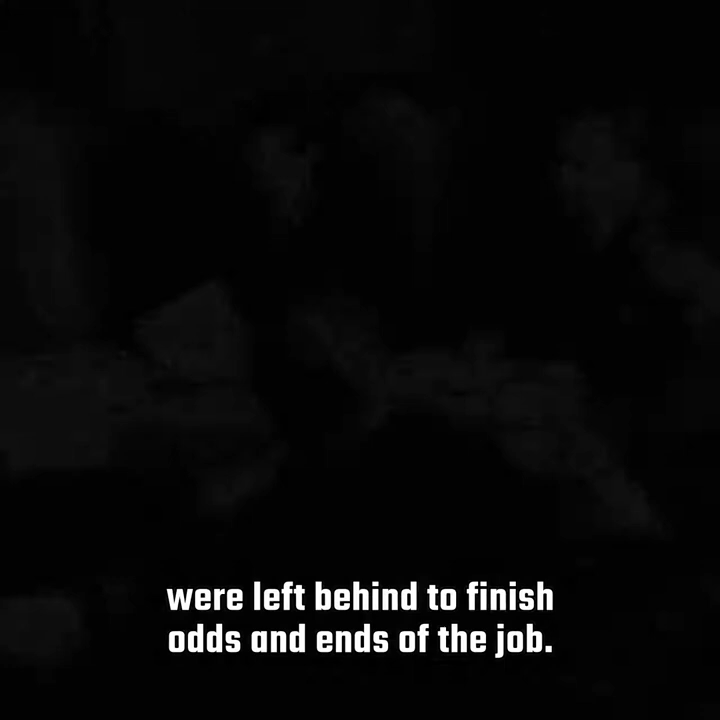 were left behind to finish
odds and ends of the job.